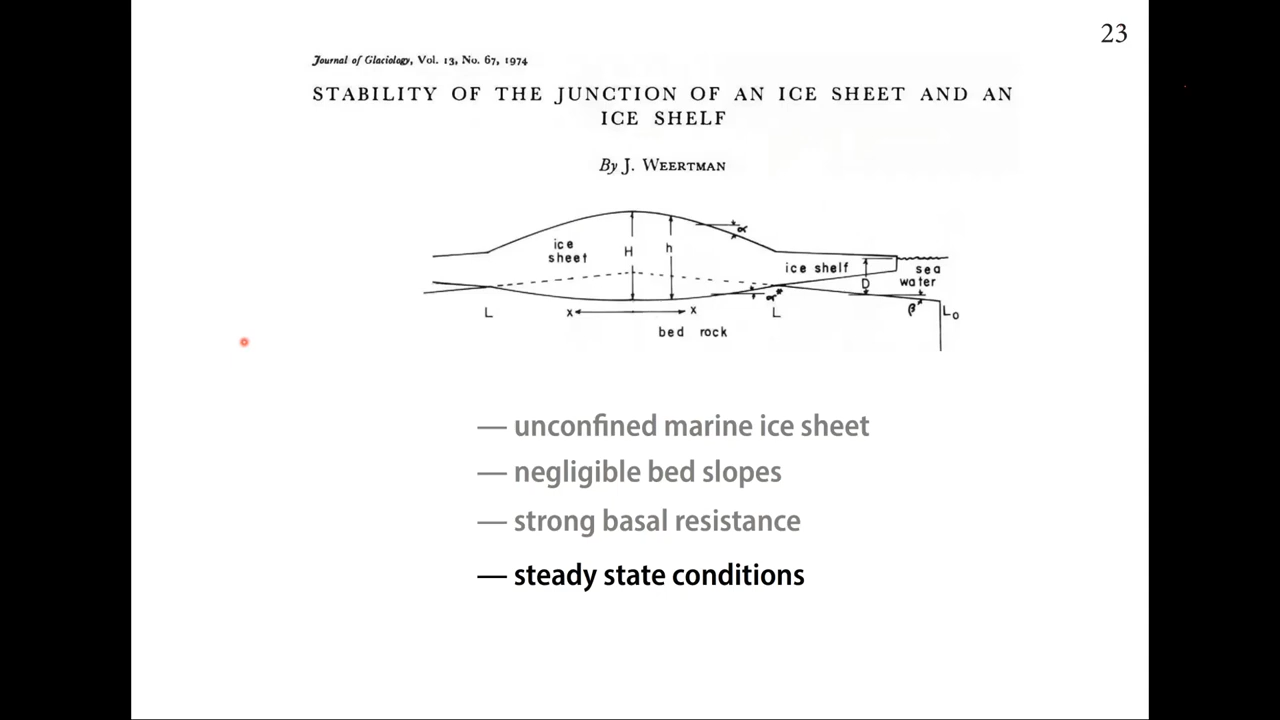 23
Journal of Glaciology, Vol. 13, No. 67, 1974
STABILITY OF THE JUNCTION OF AN ICE SHEET AND AN
ICE SHELF
By J. WEERTMAN
α
ice
sheet
H
h
ice shelf
sea
water
D
α*
β
L
x
x
L
L₀
bed rock
— unconfined marine ice sheet
— negligible bed slopes
— strong basal resistance
— steady state conditions